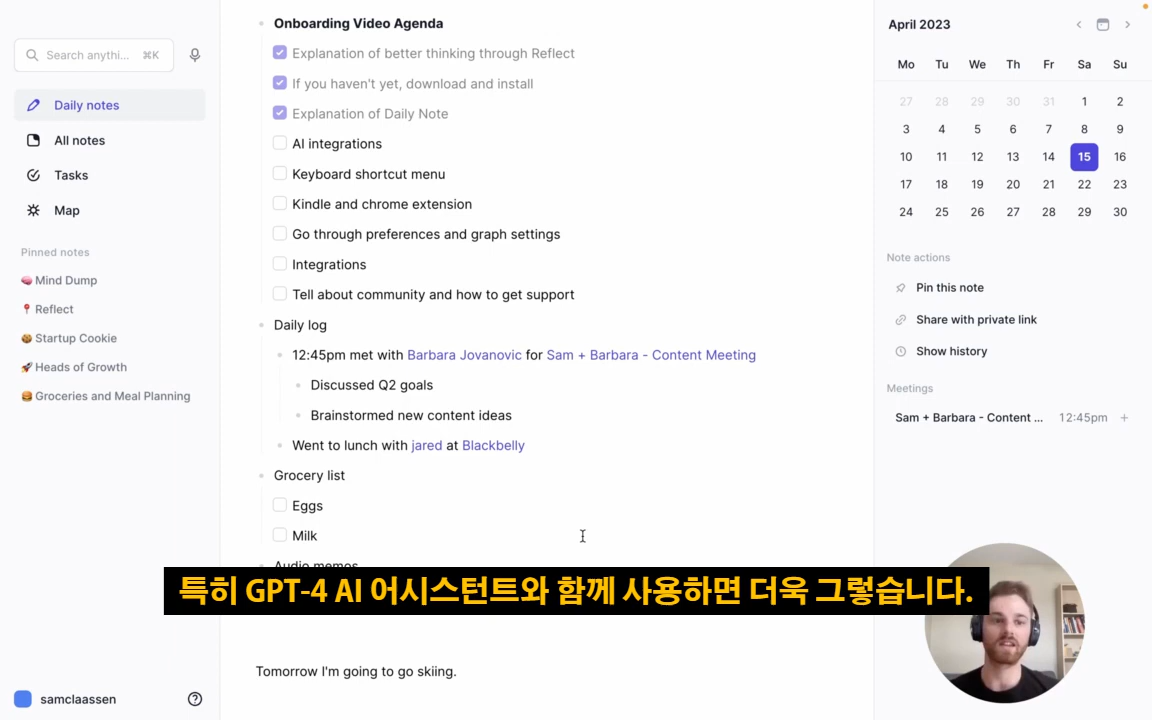 Search anythi... ⌘K
Daily notes
All notes
Tasks
Map
Pinned notes
🧠 Mind Dump
📍 Reflect
🍪 Startup Cookie
🚀 Heads of Growth
🍔 Groceries and Meal Planning
samclaassen
Onboarding Video Agenda
Explanation of better thinking through Reflect
If you haven't yet, download and install
Explanation of Daily Note
AI integrations
Keyboard shortcut menu
Kindle and chrome extension
Go through preferences and graph settings
Integrations
Tell about community and how to get support
Daily log
12:45pm met with Barbara Jovanovic for Sam + Barbara - Content Meeting
Discussed Q2 goals
Brainstormed new content ideas
Went to lunch with jared at Blackbelly
Grocery list
Eggs
Milk
Audio memos
특히 GPT-4 AI 어시스턴트와 함께 사용하면 더욱 그렇습니다.
Tomorrow I'm going to go skiing.
April 2023
Mo Tu We Th Fr Sa Su
27 28 29 30 31 1 2
3 4 5 6 7 8 9
10 11 12 13 14 15 16
17 18 19 20 21 22 23
24 25 26 27 28 29 30
Note actions
Pin this note
Share with private link
Show history
Meetings
Sam + Barbara - Content ... 12:45pm +